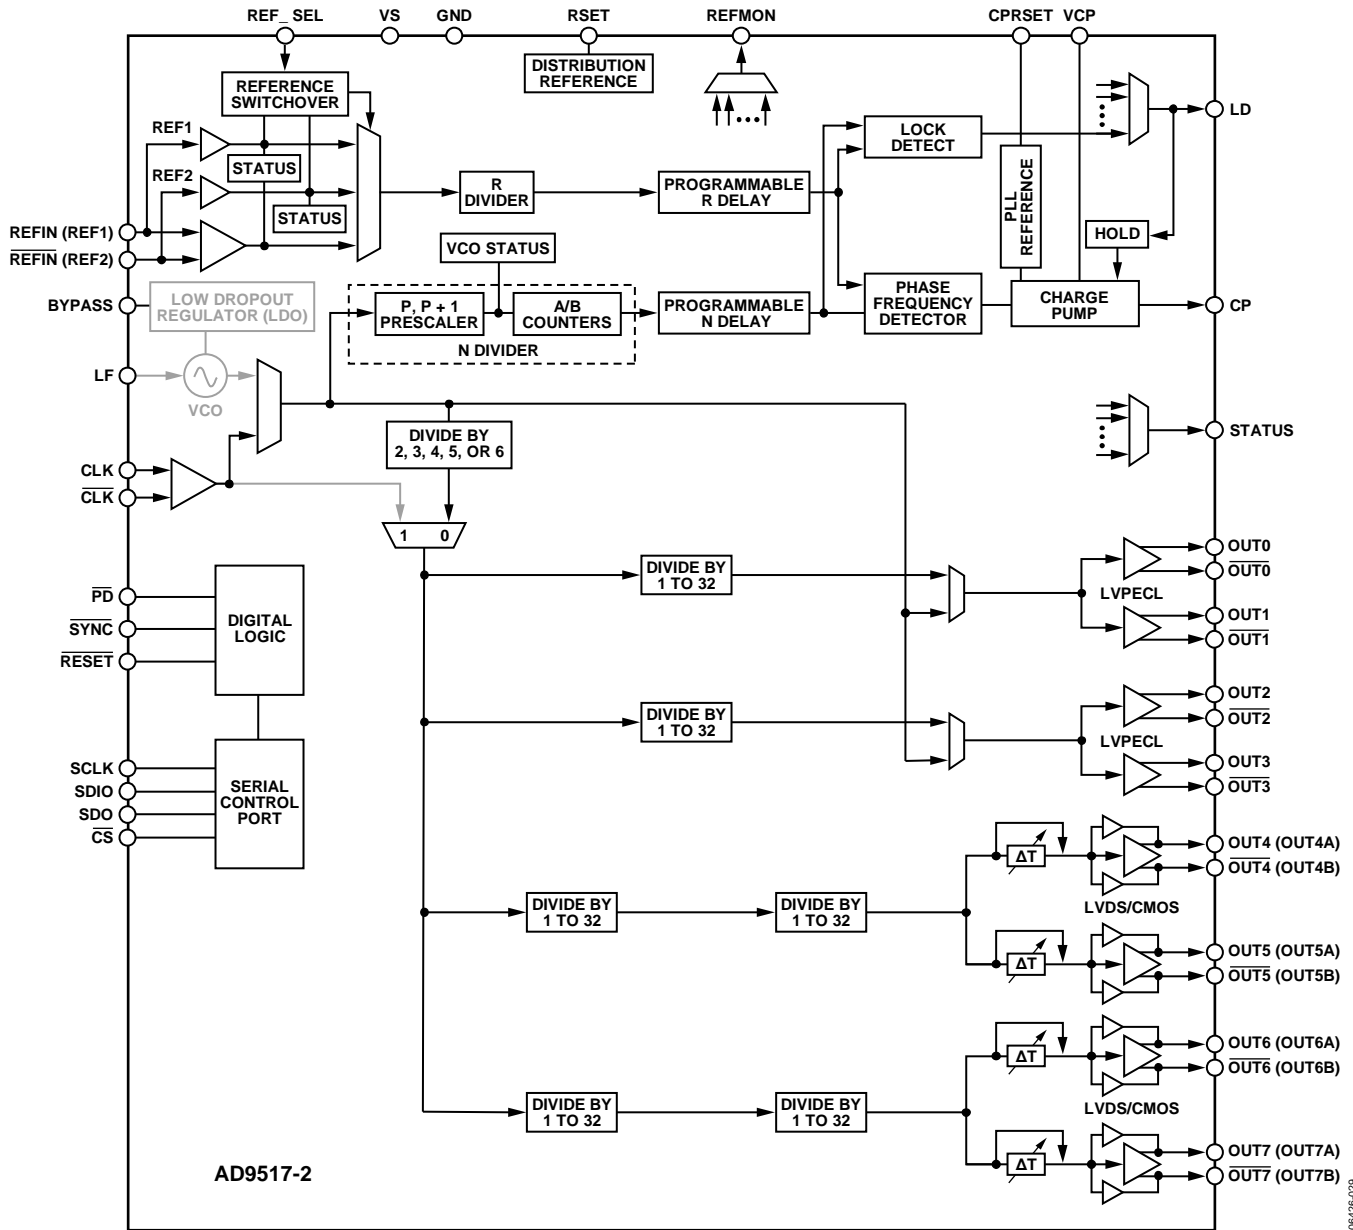 REF_ SEL VS GND RSET REFMON CPRSET VCP
DISTRIBUTION
REFERENCE
REFERENCE
SWITCHOVER
REF1
STATUS
REF2
STATUS
R
DIVIDER
PROGRAMMABLE
R DELAY
LOCK
DETECT
LD
PLL
REFERENCE
HOLD
REFIN (REF1)
REFIN (REF2)
VCO STATUS
BYPASS
LOW DROPOUT
REGULATOR (LDO)
P, P + 1
PRESCALER
A/B
COUNTERS
N DIVIDER
PROGRAMMABLE
N DELAY
PHASE
FREQUENCY
DETECTOR
CHARGE
PUMP
CP
LF
VCO
DIVIDE BY
2, 3, 4, 5, OR 6
STATUS
CLK
CLK
1 0
DIVIDE BY
1 TO 32
OUT0
OUT0
LVPECL
OUT1
OUT1
PD
SYNC
RESET
DIGITAL
LOGIC
DIVIDE BY
1 TO 32
OUT2
OUT2
LVPECL
OUT3
OUT3
SCLK
SDIO
SDO
CS
SERIAL
CONTROL
PORT
ΔT
OUT4 (OUT4A)
OUT4 (OUT4B)
DIVIDE BY
1 TO 32
DIVIDE BY
1 TO 32
LVDS/CMOS
ΔT
OUT5 (OUT5A)
OUT5 (OUT5B)
ΔT
OUT6 (OUT6A)
OUT6 (OUT6B)
DIVIDE BY
1 TO 32
DIVIDE BY
1 TO 32
LVDS/CMOS
ΔT
OUT7 (OUT7A)
OUT7 (OUT7B)
AD9517-2
06426-029